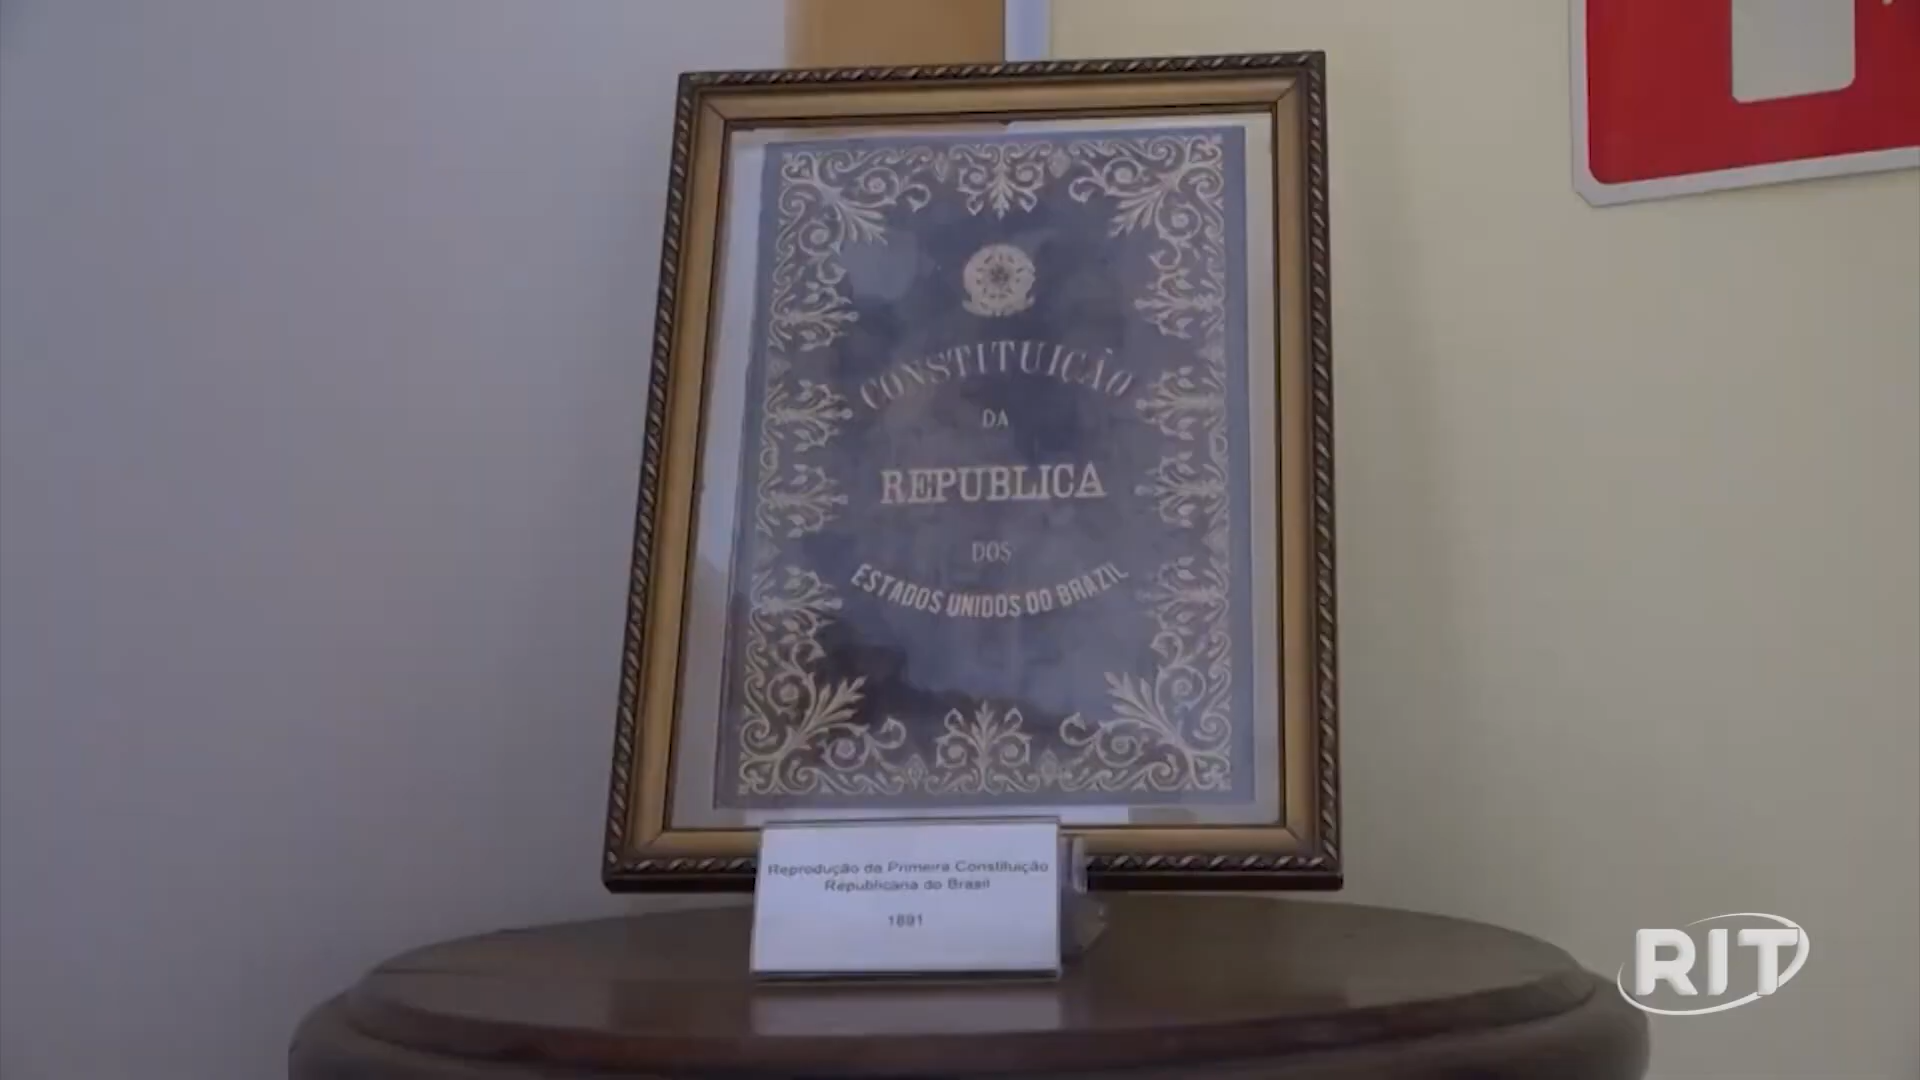 CONSTITUIÇÃO
DA
REPUBLICA
DOS
ESTADOS UNIDOS DO BRAZIL
Reprodução da Primeira Constituição
Republicana do Brasil
1891
RIT